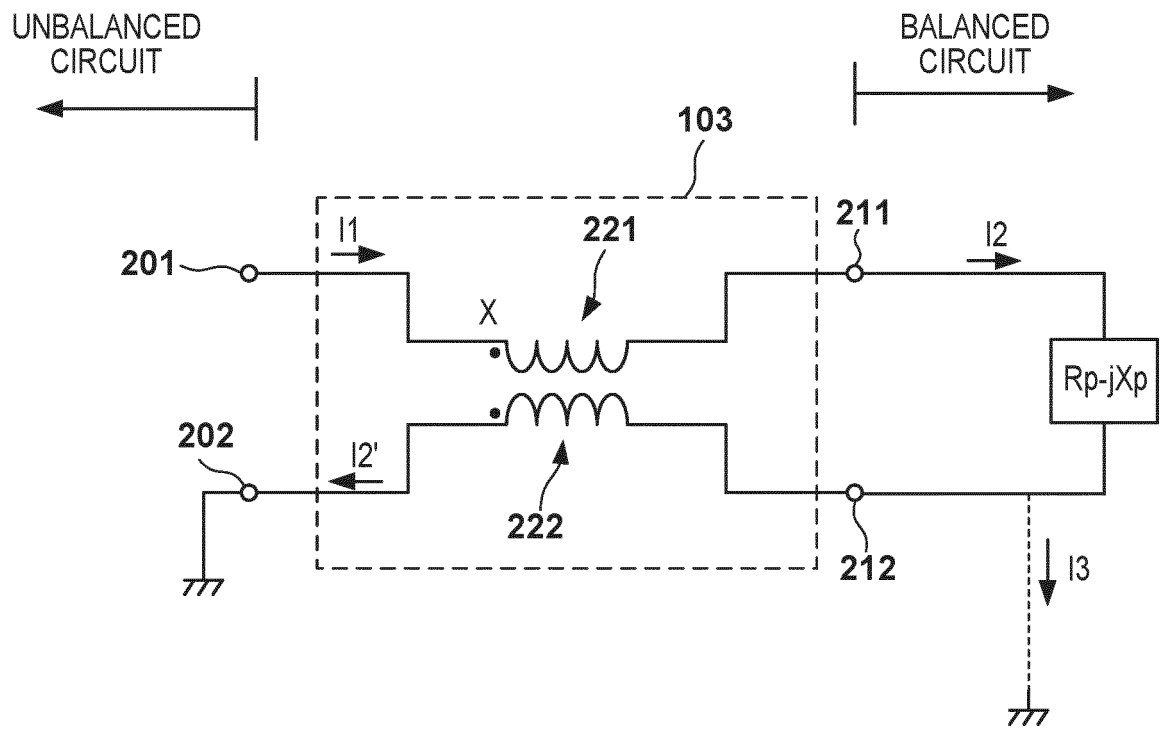 UNBALANCED
CIRCUIT
BALANCED
CIRCUIT
103
201
I1
221
211
I2
X
Rp-jXp
202
I2'
222
212
I3